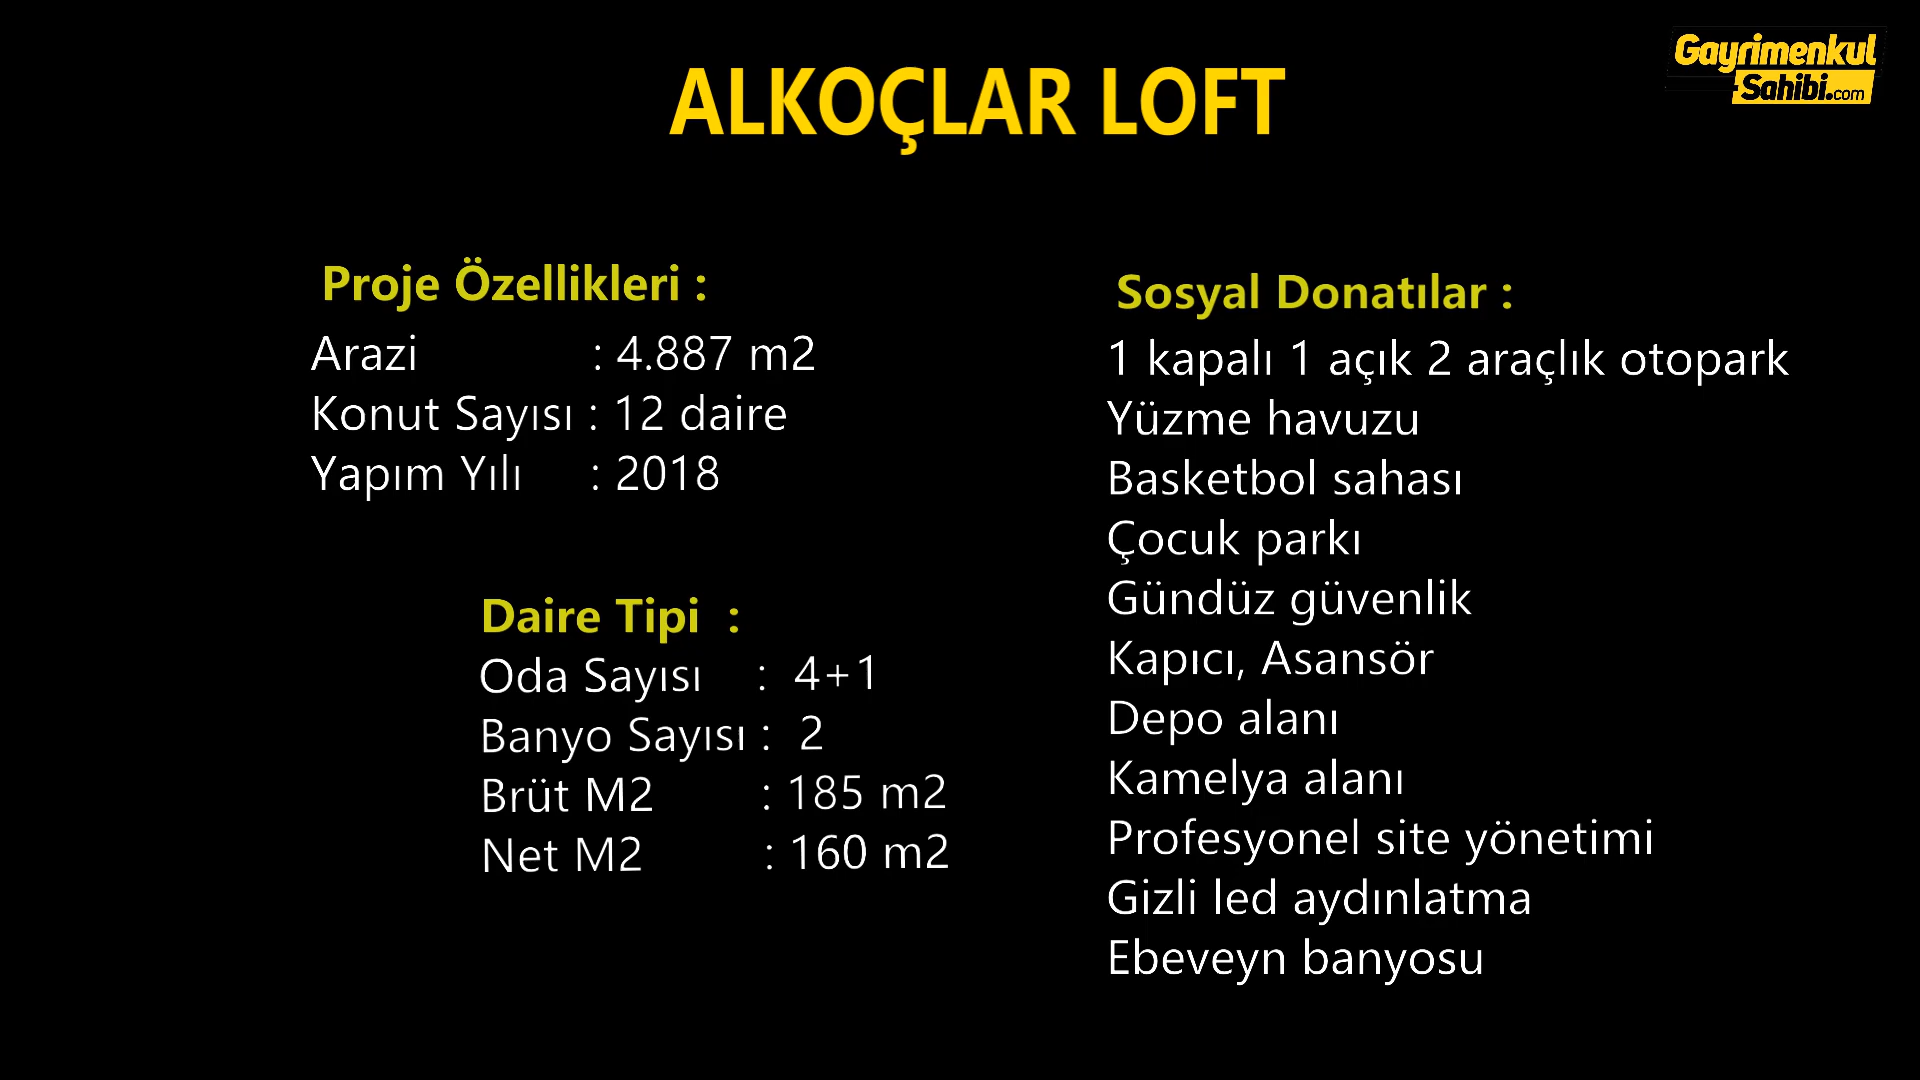 ALKOÇLAR LOFT
Gayrimenkul
Sahibi.com
Proje Özellikleri :
Arazi : 4.887 m2
Konut Sayısı : 12 daire
Yapım Yılı : 2018
Daire Tipi :
Oda Sayısı : 4+1
Banyo Sayısı : 2
Brüt M2 : 185 m2
Net M2 : 160 m2
Sosyal Donatılar :
1 kapalı 1 açık 2 araçlık otopark
Yüzme havuzu
Basketbol sahası
Çocuk parkı
Gündüz güvenlik
Kapıcı, Asansör
Depo alanı
Kamelya alanı
Profesyonel site yönetimi
Gizli led aydınlatma
Ebeveyn banyosu